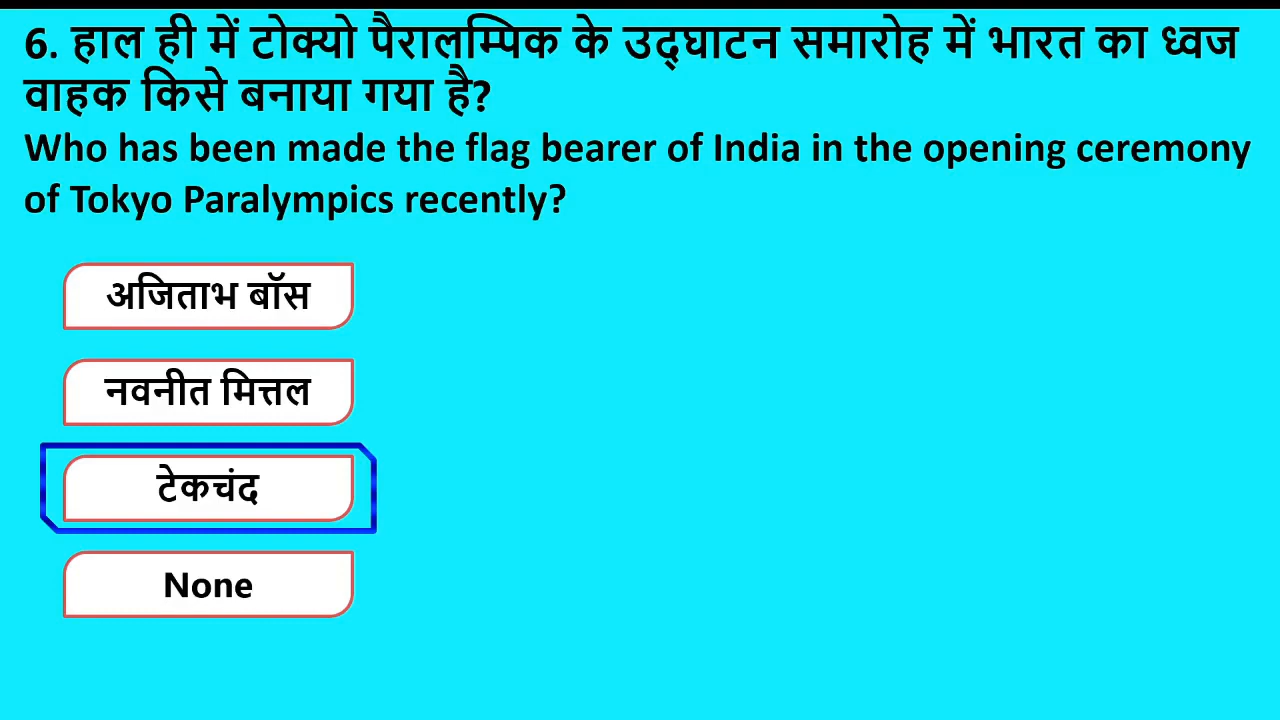 6. हाल ही में टोक्यो पैरालम्पिक के उद्घाटन समारोह में भारत का ध्वज
वाहक किसे बनाया गया है?
Who has been made the flag bearer of India in the opening ceremony
of Tokyo Paralympics recently?
अजिताभ बॉस
नवनीत मित्तल
टेकचंद
None